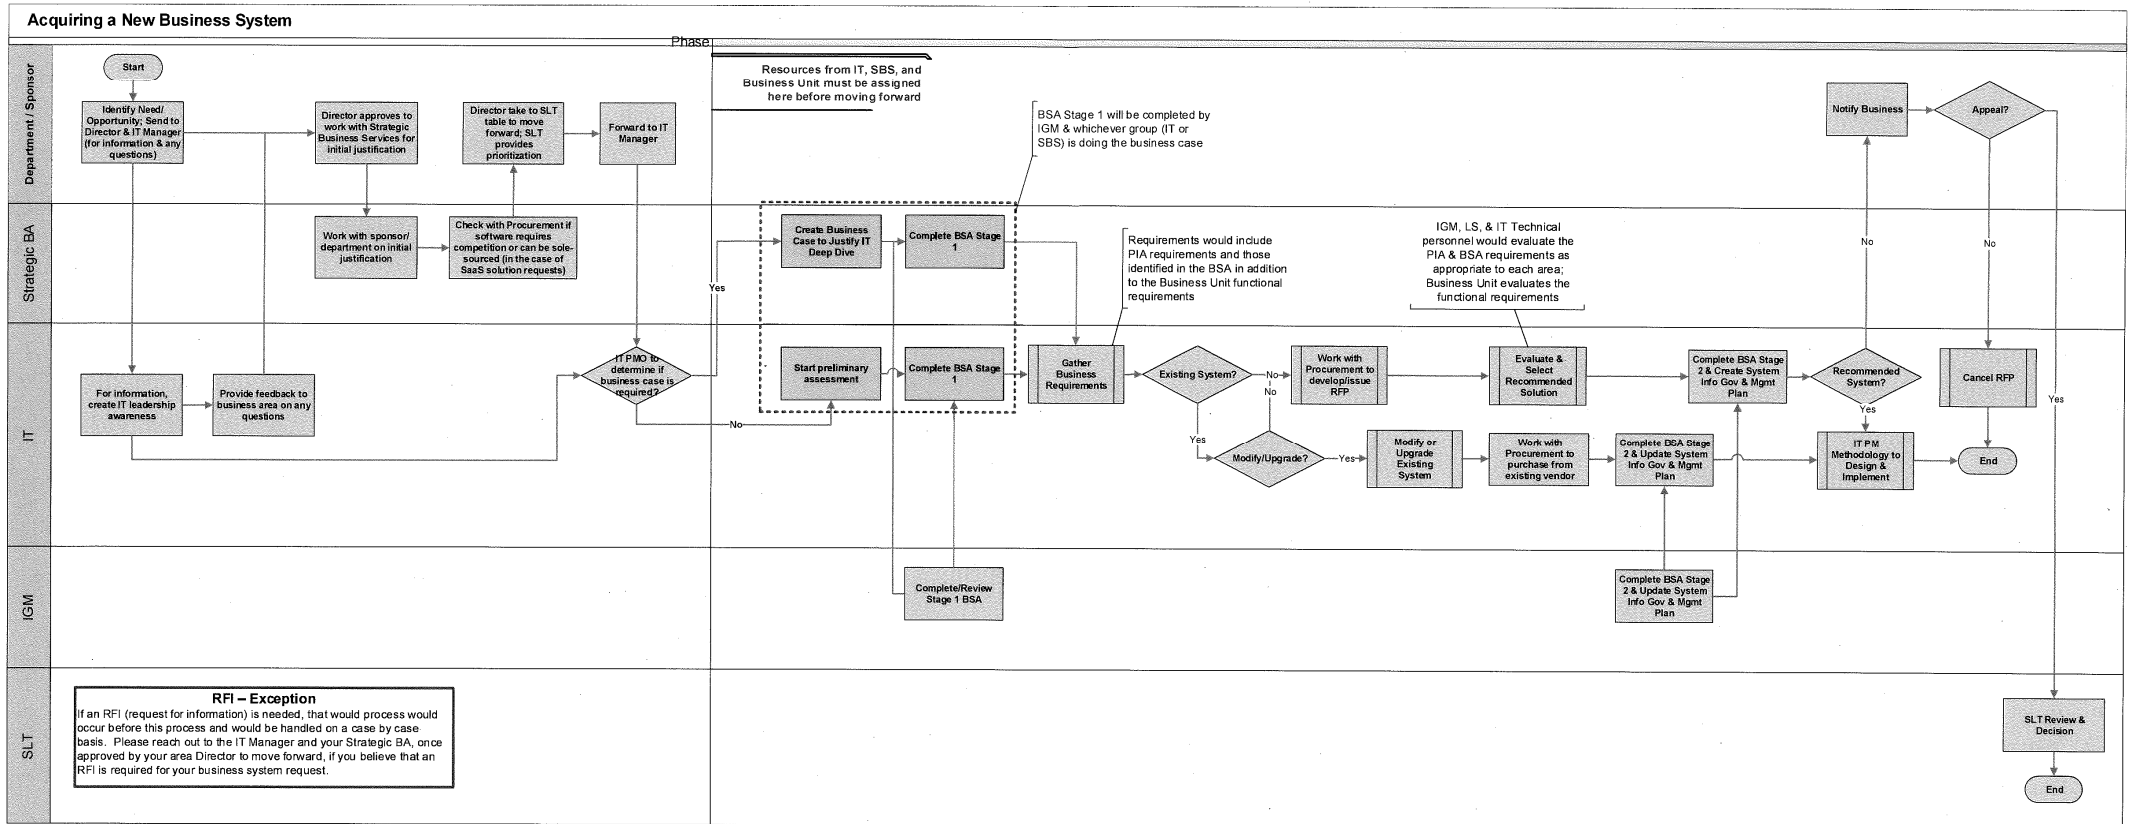 Acquiring a New Business System
Phase
Department / Sponsor
Start
Identify Need/
Opportunity; Send to
Director & IT Manager
(for information & any
questions)
Director approves to
work with Strategic
Business Services for
initial justification
Director take to SLT
table to move
forward; SLT
provides
prioritization
Forward to IT
Manager
Resources from IT, SBS, and
Business Unit must be assigned
here before moving forward
BSA Stage 1 will be completed by
IGM & whichever group (IT or
SBS) is doing the business case
Notify Business
Appeal?
Strategic BA
Work with sponsor/
department on initial
justification
Check with Procurement if
software requires
competition or can be sole-
sourced (in the case of
SaaS solution requests)
Yes
Create Business
Case to Justify IT
Deep Dive
Complete BSA Stage
1
Requirements would include
PIA requirements and those
identified in the BSA in addition
to the Business Unit functional
requirements
IGM, LS, & IT Technical
personnel would evaluate the
PIA & BSA requirements as
appropriate to each area;
Business Unit evaluates the
functional requirements
No
No
IT
For information,
create IT leadership
awareness
Provide feedback to
business area on any
questions
IT PMO to
determine if
business case is
required?
No
Start preliminary
assessment
Complete BSA Stage
1
Gather
Business
Requirements
Existing System?
No
No
Yes
Work with
Procurement to
develop/issue
RFP
Evaluate &
Select
Recommended
Solution
Complete BSA Stage
2 & Create System
Info Gov & Mgmt
Plan
Recommended
System?
Yes
Cancel RFP
Yes
Modify/Upgrade?
Yes
Modify or
Upgrade
Existing
System
Work with
Procurement to
purchase from
existing vendor
Complete BSA Stage
2 & Update System
Info Gov & Mgmt
Plan
IT PM
Methodology to
Design &
Implement
End
IGM
Complete/Review
Stage 1 BSA
Complete BSA Stage
2 & Update System
Info Gov & Mgmt
Plan
SLT
RFI – Exception
If an RFI (request for information) is needed, that would process would
occur before this process and would be handled on a case by case
basis. Please reach out to the IT Manager and your Strategic BA, once
approved by your area Director to move forward, if you believe that an
RFI is required for your business system request.
SLT Review &
Decision
End